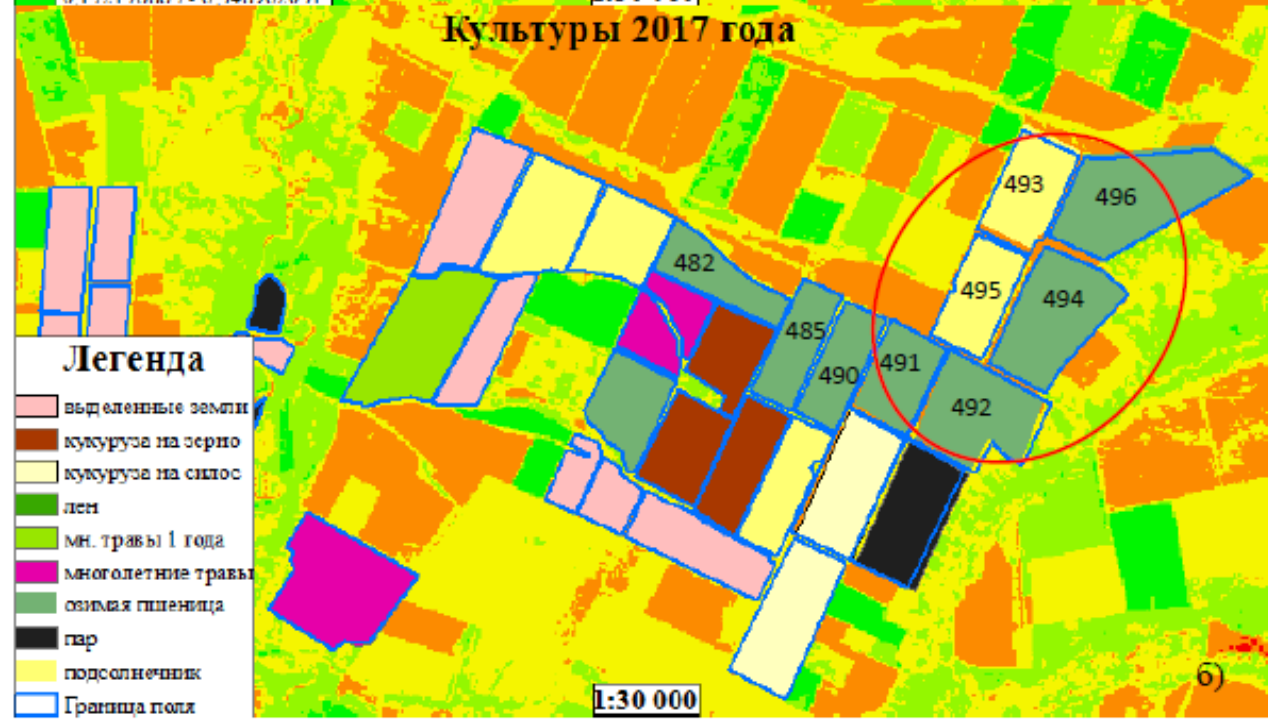 Культуры 2017 года
493
496
482
495
494
485
491
490
492
Легенда
выделенные земли
кукуруза на зерно
кукуруза на силос
лен
мн. травы 1 года
многолетние травы
озимая пшеница
пар
подсолнечник
Граница поля
1:30 000
б)